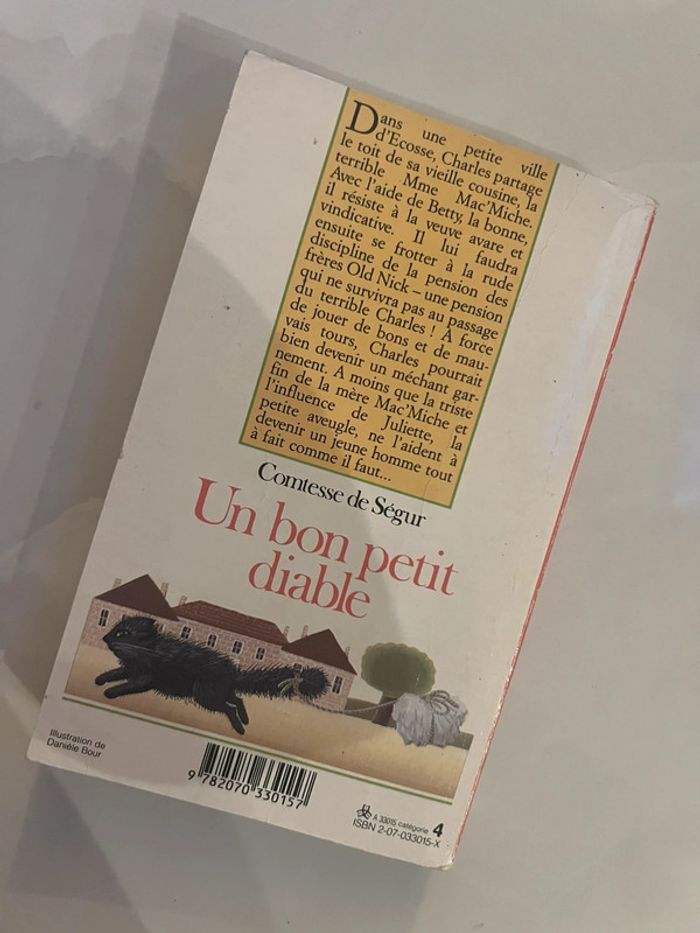 Dans une petite ville
d'Ecosse, Charles partage
le toit de sa vieille cousine, la
terrible Mme Mac'Miche.
Avec l'aide de Betty, la bonne,
il résiste à la veuve avare et
vindicative. Il lui faudra
ensuite se frotter à la rude
discipline de la pension des
frères Old Nick – une pension
qui ne survivra pas au passage
du terrible Charles ! À force
de jouer de bons et de mau-
vais tours, Charles pourrait
bien devenir un méchant gar-
nement. A moins que la triste
fin de la mère Mac'Miche et
l'influence de Juliette, la
petite aveugle, ne l'aident à
devenir un jeune homme tout
à fait comme il faut...
Comtesse de Ségur
Un bon petit
diable
Illustration de
Danièle Bour
9 782070 330157
A 33015 catégorie 4
ISBN 2-07-033015-X